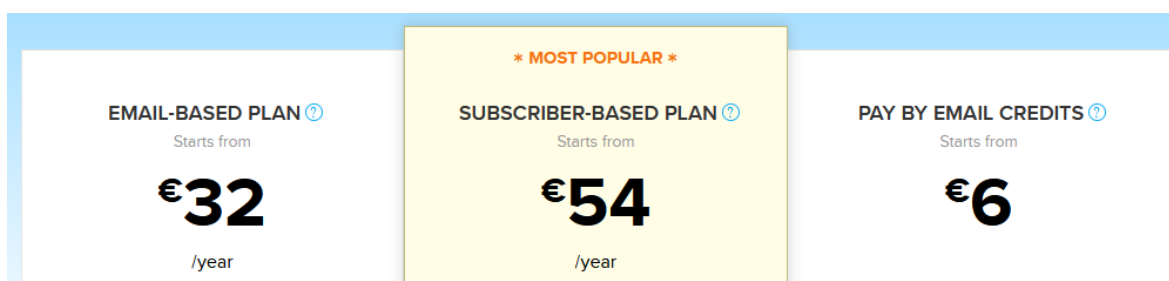 * MOST POPULAR *
EMAIL-BASED PLAN ?
Starts from
€32
/year
SUBSCRIBER-BASED PLAN ?
Starts from
€54
/year
PAY BY EMAIL CREDITS ?
Starts from
€6